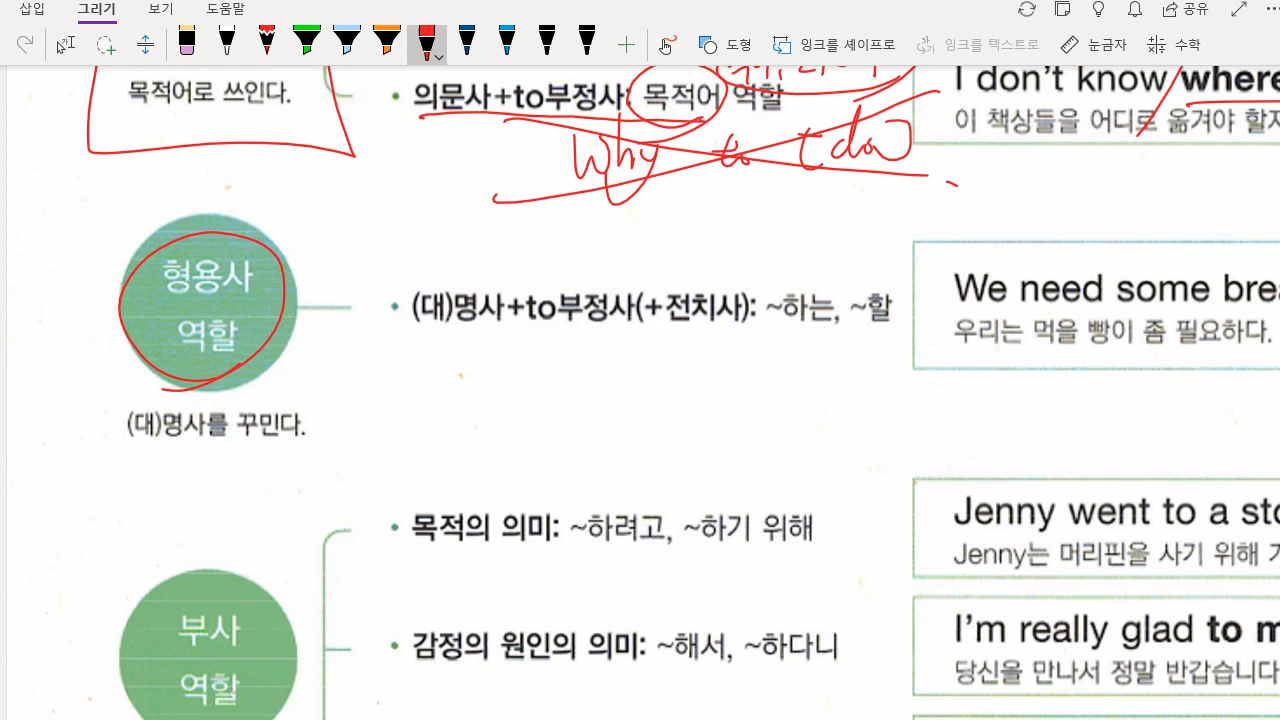 삽입 그리기 보기 도움말 공유
도형 잉크를 셰이프로 잉크를 텍스트로 눈금자 수학
목적어로 쓰인다.
• 의문사+to부정사: 목적어 역할
I don't know where
이 책상들을 어디로 옮겨야 할지
Why to (do)
형용사
역할
(대)명사를 꾸민다.
• (대)명사+to부정사(+전치사): ~하는, ~할
We need some brea
우리는 먹을 빵이 좀 필요하다.
• 목적의 의미: ~하려고, ~하기 위해
Jenny went to a sto
Jenny는 머리핀을 사기 위해 가
부사
역할
• 감정의 원인의 의미: ~해서, ~하다니
I'm really glad to m
당신을 만나서 정말 반갑습니다